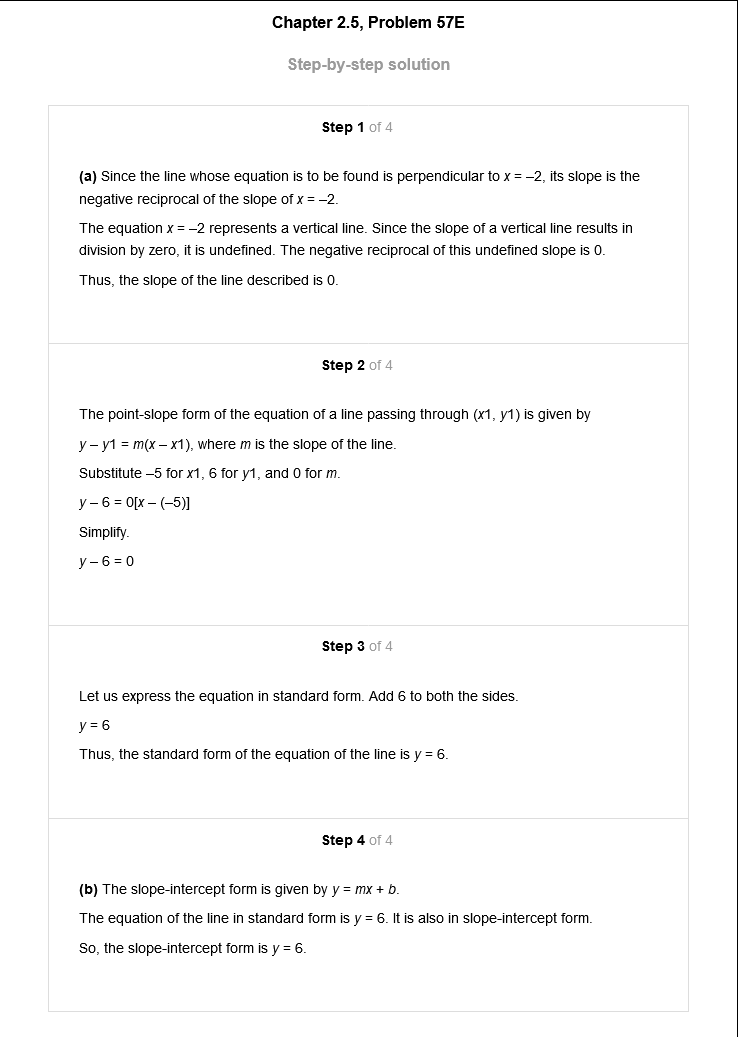 Chapter 2.5, Problem 57E
Step-by-step solution
Step 1 of 4
(a) Since the line whose equation is to be found is perpendicular to x = –2, its slope is the
negative reciprocal of the slope of x = –2.
The equation x = –2 represents a vertical line. Since the slope of a vertical line results in
division by zero, it is undefined. The negative reciprocal of this undefined slope is 0.
Thus, the slope of the line described is 0.
Step 2 of 4
The point-slope form of the equation of a line passing through (x1, y1) is given by
y – y1 = m(x – x1), where m is the slope of the line.
Substitute –5 for x1, 6 for y1, and 0 for m.
y – 6 = 0[x – (–5)]
Simplify.
y – 6 = 0
Step 3 of 4
Let us express the equation in standard form. Add 6 to both the sides.
y = 6
Thus, the standard form of the equation of the line is y = 6.
Step 4 of 4
(b) The slope-intercept form is given by y = mx + b.
The equation of the line in standard form is y = 6. It is also in slope-intercept form.
So, the slope-intercept form is y = 6.